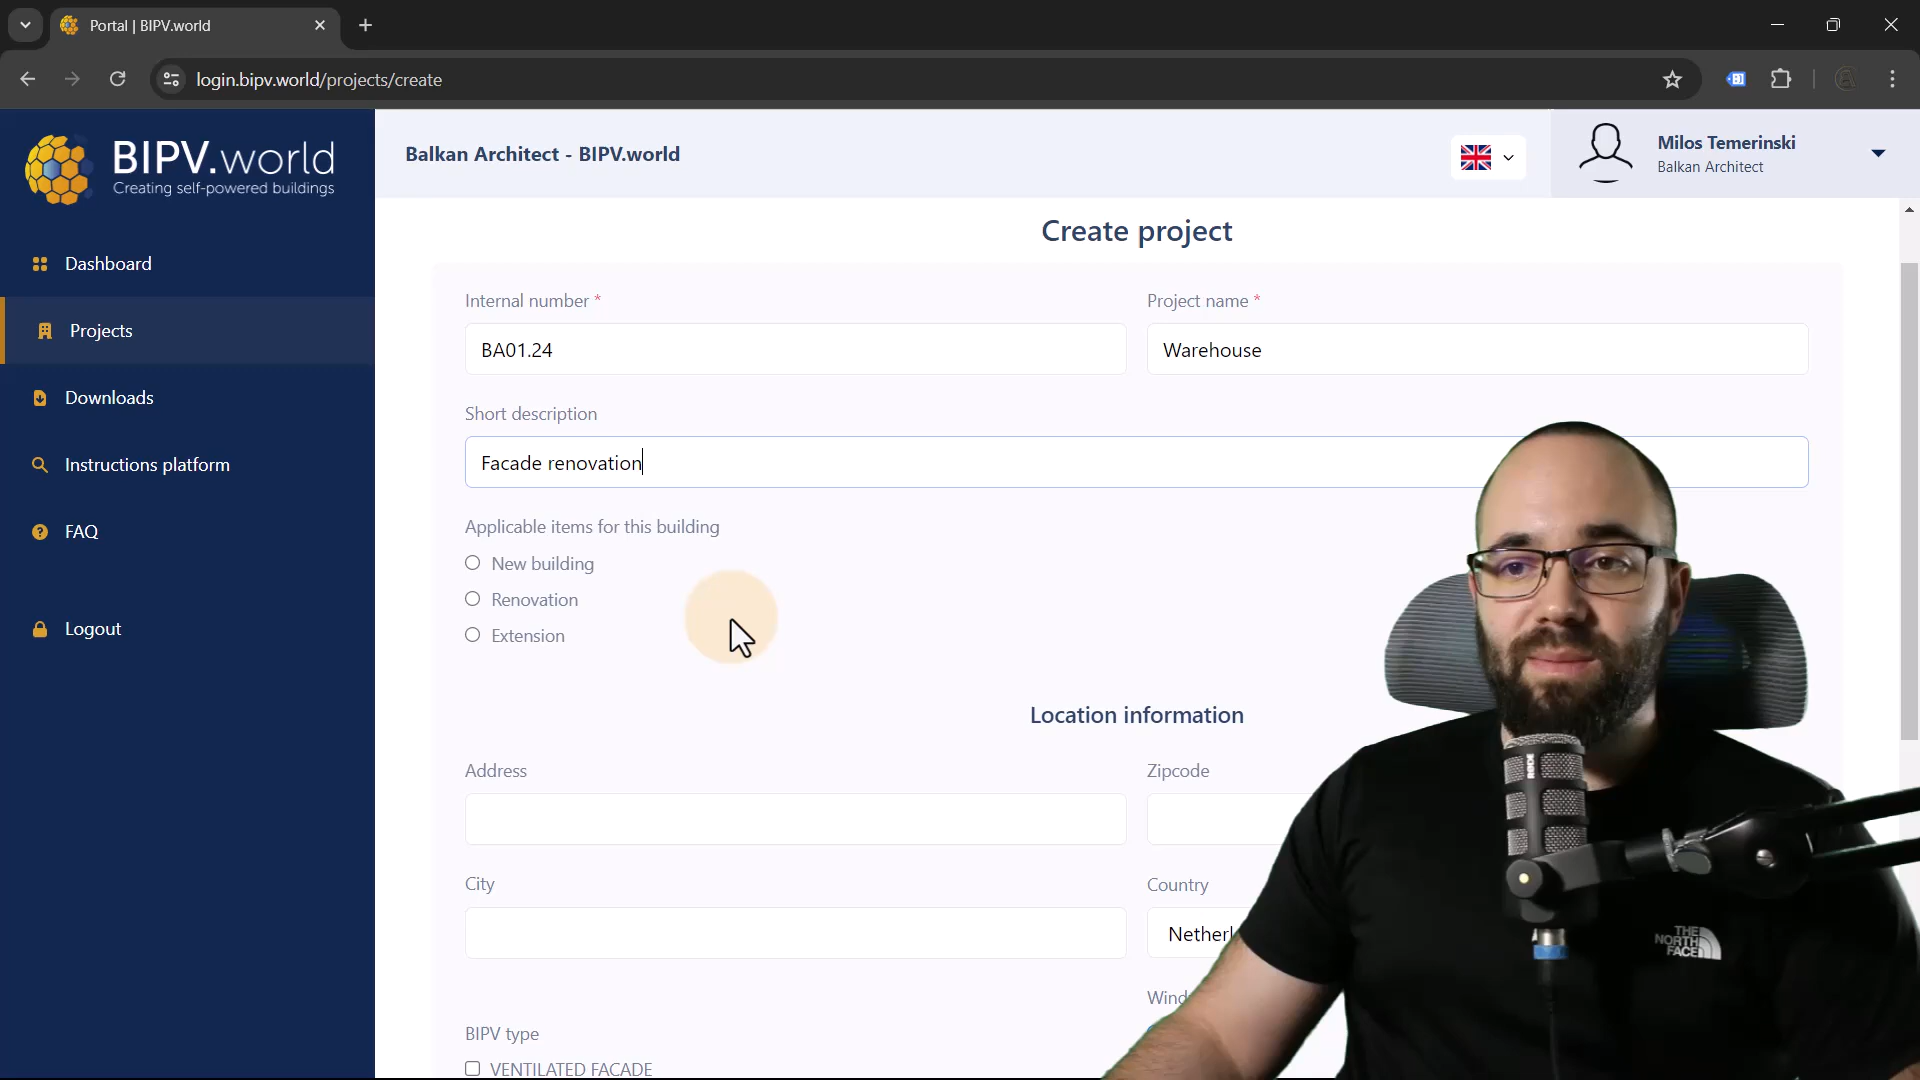 Portal | BIPV.world
login.bipv.world/projects/create
BIPV.world
Creating self-powered buildings
Balkan Architect - BIPV.world
Milos Temerinski
Balkan Architect
Dashboard
Projects
Downloads
Instructions platform
FAQ
Logout
Create project
Internal number *
Project name *
BA01.24
Warehouse
Short description
Facade renovation
Applicable items for this building
New building
Renovation
Extension
Location information
Address
Zipcode
City
Country
Netherl
Wind
BIPV type
VENTILATED FACADE
RØDE
THE
NORTH
FACE